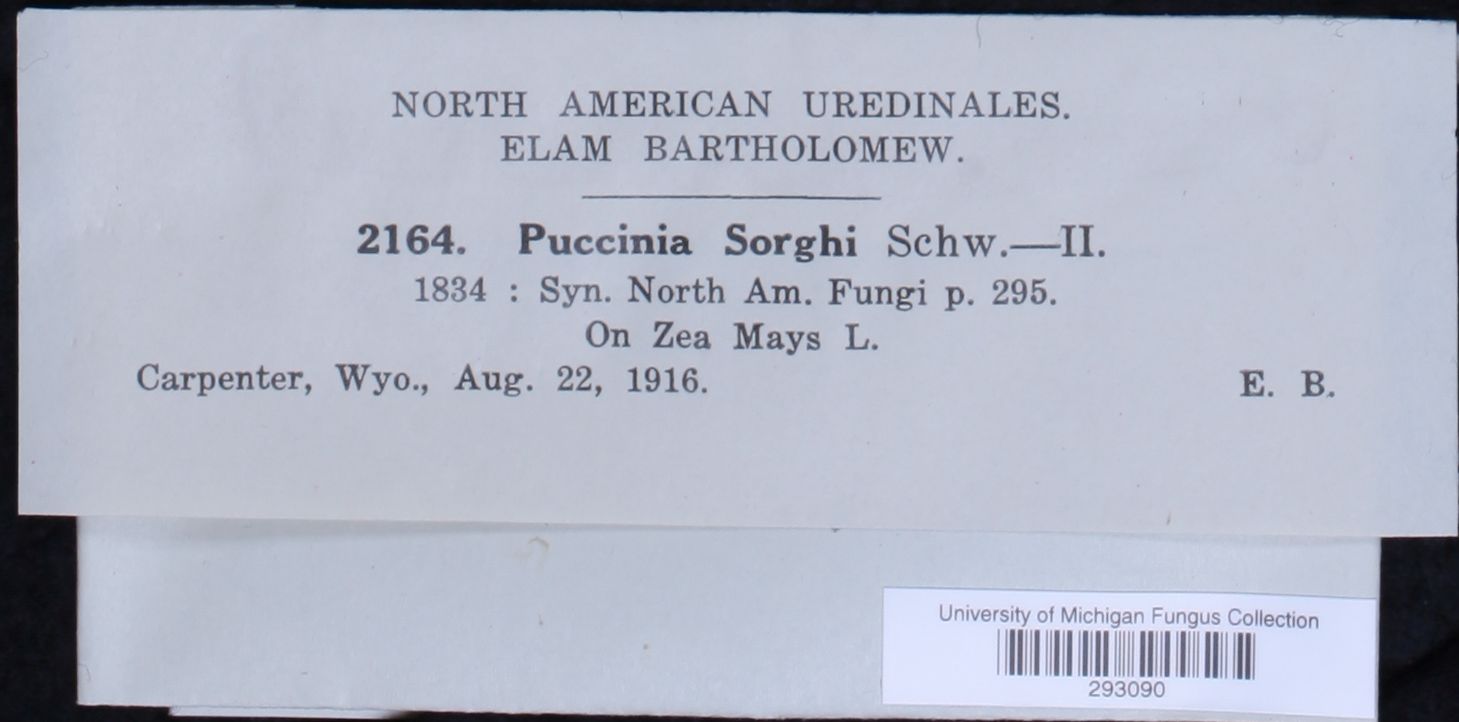 NORTH AMERICAN UREDINALES.
ELAM BARTHOLOMEW.
2164. Puccinia Sorghi Schw.—II.
1834 : Syn. North Am. Fungi p. 295.
On Zea Mays L.
Carpenter, Wyo., Aug. 22, 1916. E. B.
University of Michigan Fungus Collection
293090